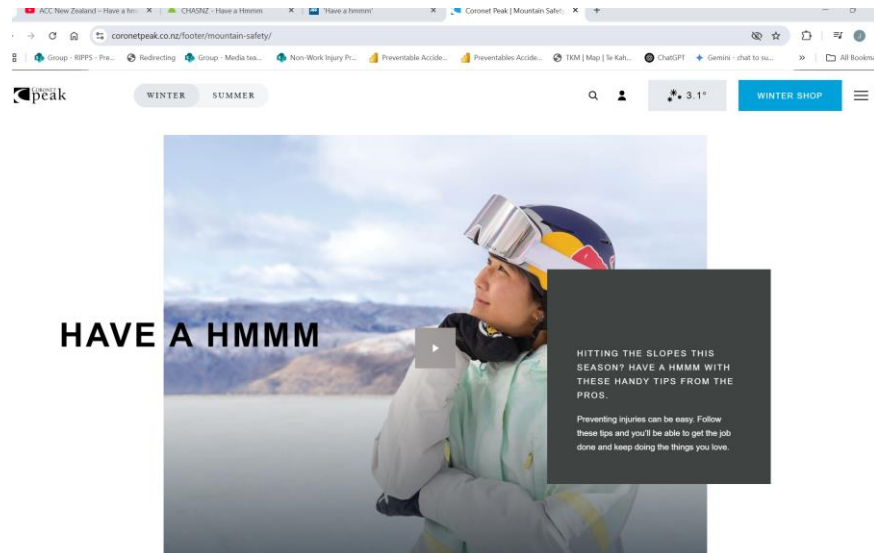 ACC New Zealand – Have a hm
CHASNZ - Have a Hmmm
'Have a hmmm!'
Coronet Peak | Mountain Safety
coronetpeak.co.nz/footer/mountain-safety/
Group - RIPPS - Pre...
Redirecting
Group - Media tea...
Non-Work Injury Pr...
Preventable Accide...
Preventables Accide...
TKM | Map | Te Kah...
ChatGPT
Gemini - chat to su...
All Bookma
CORONET
peak
WINTER
SUMMER
3.1°
WINTER SHOP
HAVE A HMMM
HITTING THE SLOPES THIS
SEASON? HAVE A HMMM WITH
THESE HANDY TIPS FROM THE
PROS.
Preventing injuries can be easy. Follow
these tips and you'll be able to get the job
done and keep doing the things you love.